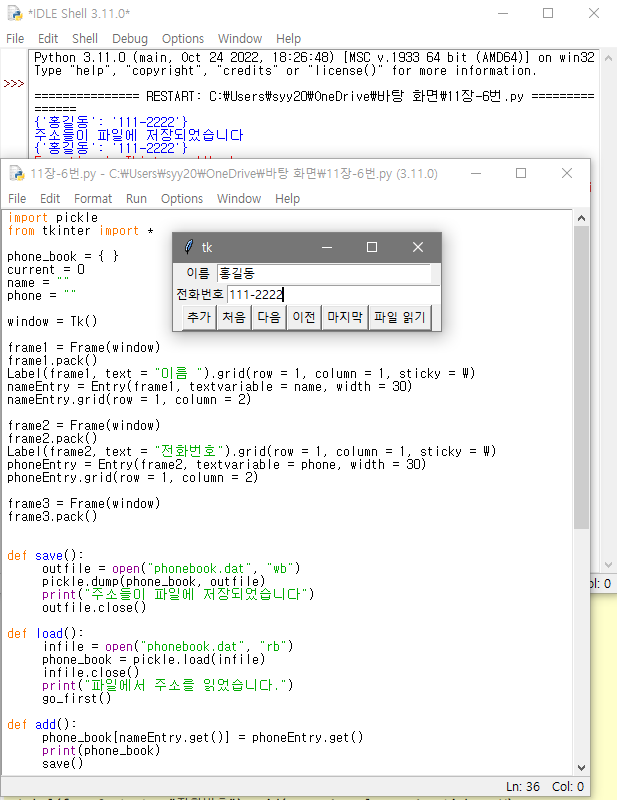 *IDLE Shell 3.11.0*
File Edit Shell Debug Options Window Help
Python 3.11.0 (main, Oct 24 2022, 18:26:48) [MSC v.1933 64 bit (AMD64)] on win32
Type "help", "copyright", "credits" or "license()" for more information.
>>>
=============== RESTART: C:₩Users₩syy20₩OneDrive₩바탕 화면₩11장-6번.py =========
======
{'홍길동': '111-2222'}
주소들이 파일에 저장되었습니다
{'홍길동': '111-2222'}
11장-6번.py - C:₩Users₩syy20₩OneDrive₩바탕 화면₩11장-6번.py (3.11.0)
File Edit Format Run Options Window Help
import pickle
from tkinter import *
phone_book = { }
current = 0
name = ""
phone = ""
window = Tk()
frame1 = Frame(window)
frame1.pack()
Label(frame1, text = "이름 ").grid(row = 1, column = 1, sticky = W)
nameEntry = Entry(frame1, textvariable = name, width = 30)
nameEntry.grid(row = 1, column = 2)
frame2 = Frame(window)
frame2.pack()
Label(frame2, text = "전화번호").grid(row = 1, column = 1, sticky = W)
phoneEntry = Entry(frame2, textvariable = phone, width = 30)
phoneEntry.grid(row = 1, column = 2)
frame3 = Frame(window)
frame3.pack()
def save():
outfile = open("phonebook.dat", "wb")
pickle.dump(phone_book, outfile)
print("주소들이 파일에 저장되었습니다")
outfile.close()
def load():
infile = open("phonebook.dat", "rb")
phone_book = pickle.load(infile)
infile.close()
print("파일에서 주소를 읽었습니다.")
go_first()
def add():
phone_book[nameEntry.get()] = phoneEntry.get()
print(phone_book)
save()
tk
이름 홍길동
전화번호 111-2222
추가 처음 다음 이전 마지막 파일 읽기
ol: 0
Ln: 36 Col: 0